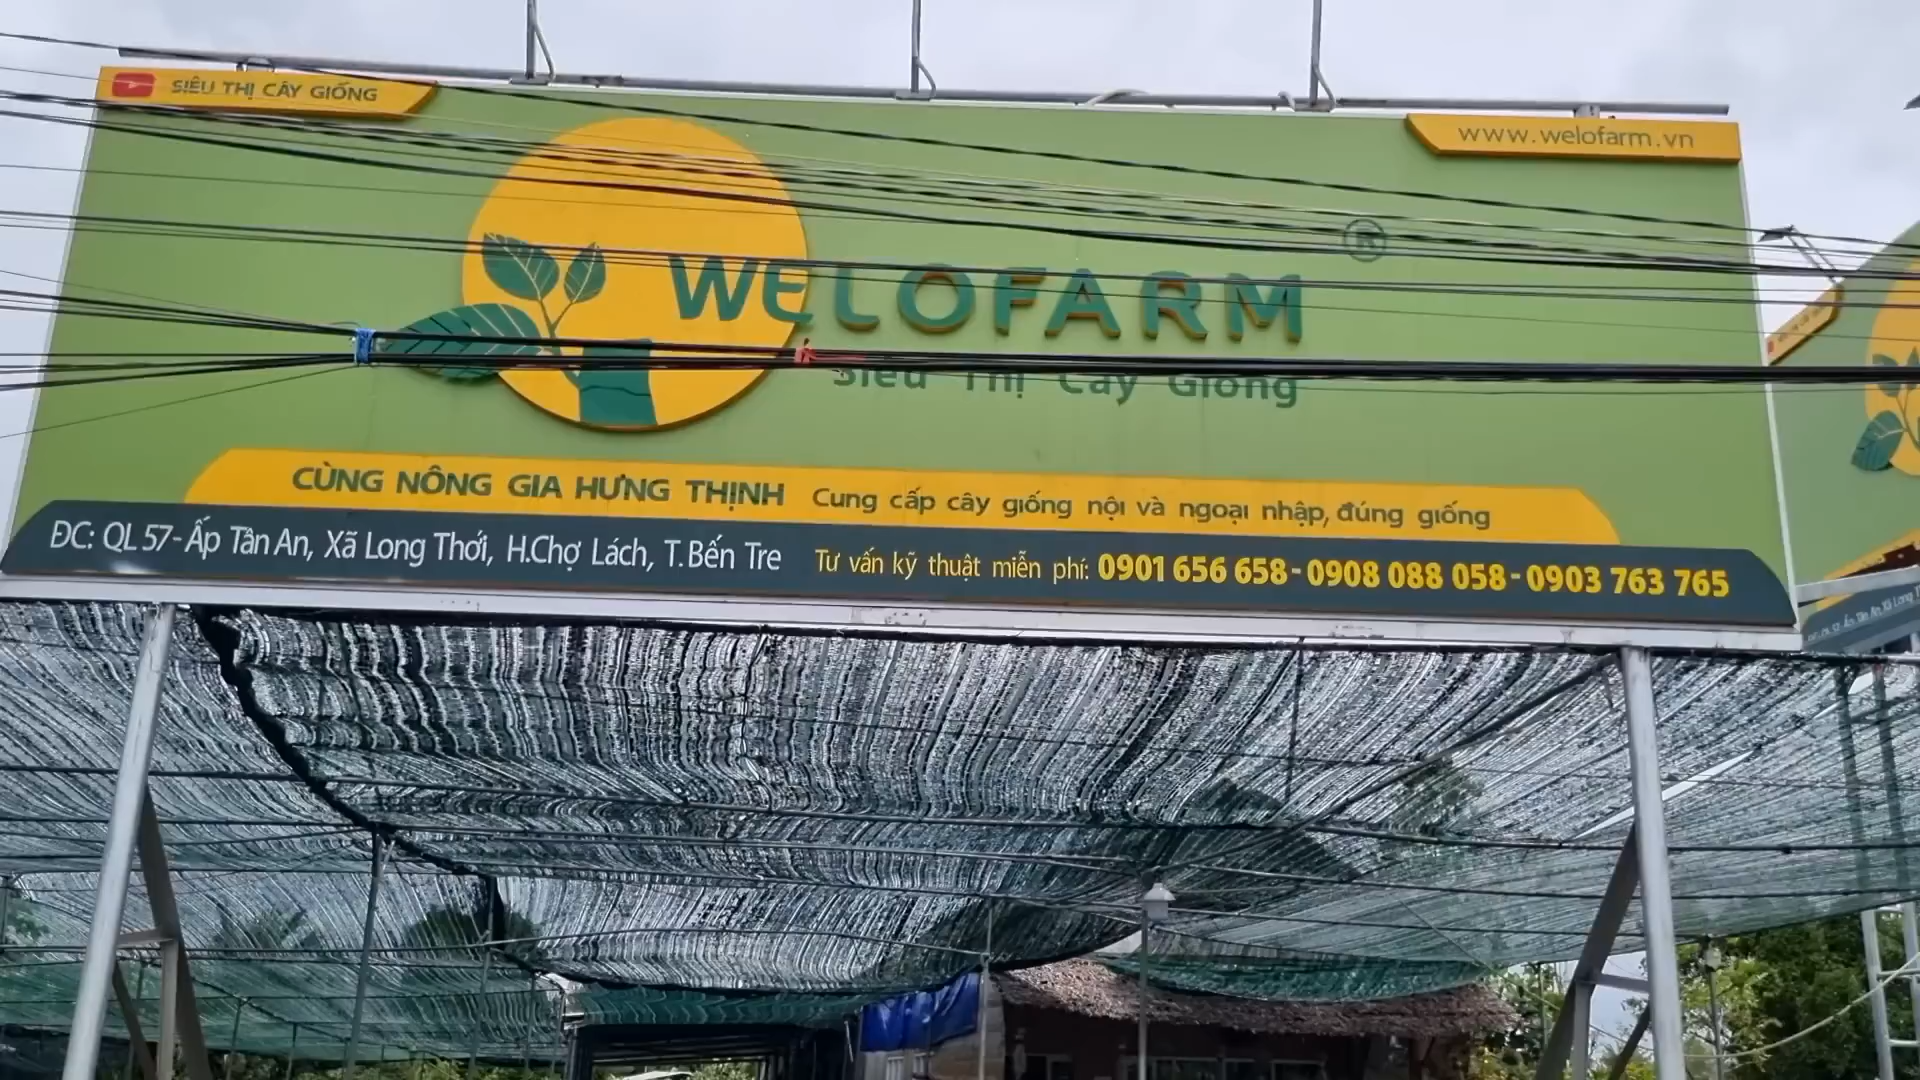 SIÊU THỊ CÂY GIỐNG
www.welofarm.vn
®
WELOFARM
Siêu Thị Cây Giống
CÙNG NÔNG GIA HƯNG THỊNH Cung cấp cây giống nội và ngoại nhập, đúng giống
ĐC: QL 57-Ấp Tân An, Xã Long Thới, H.Chợ Lách, T.Bến Tre Tư vấn kỹ thuật miễn phí: 0901 656 658-0908 088 058-0903 763 765